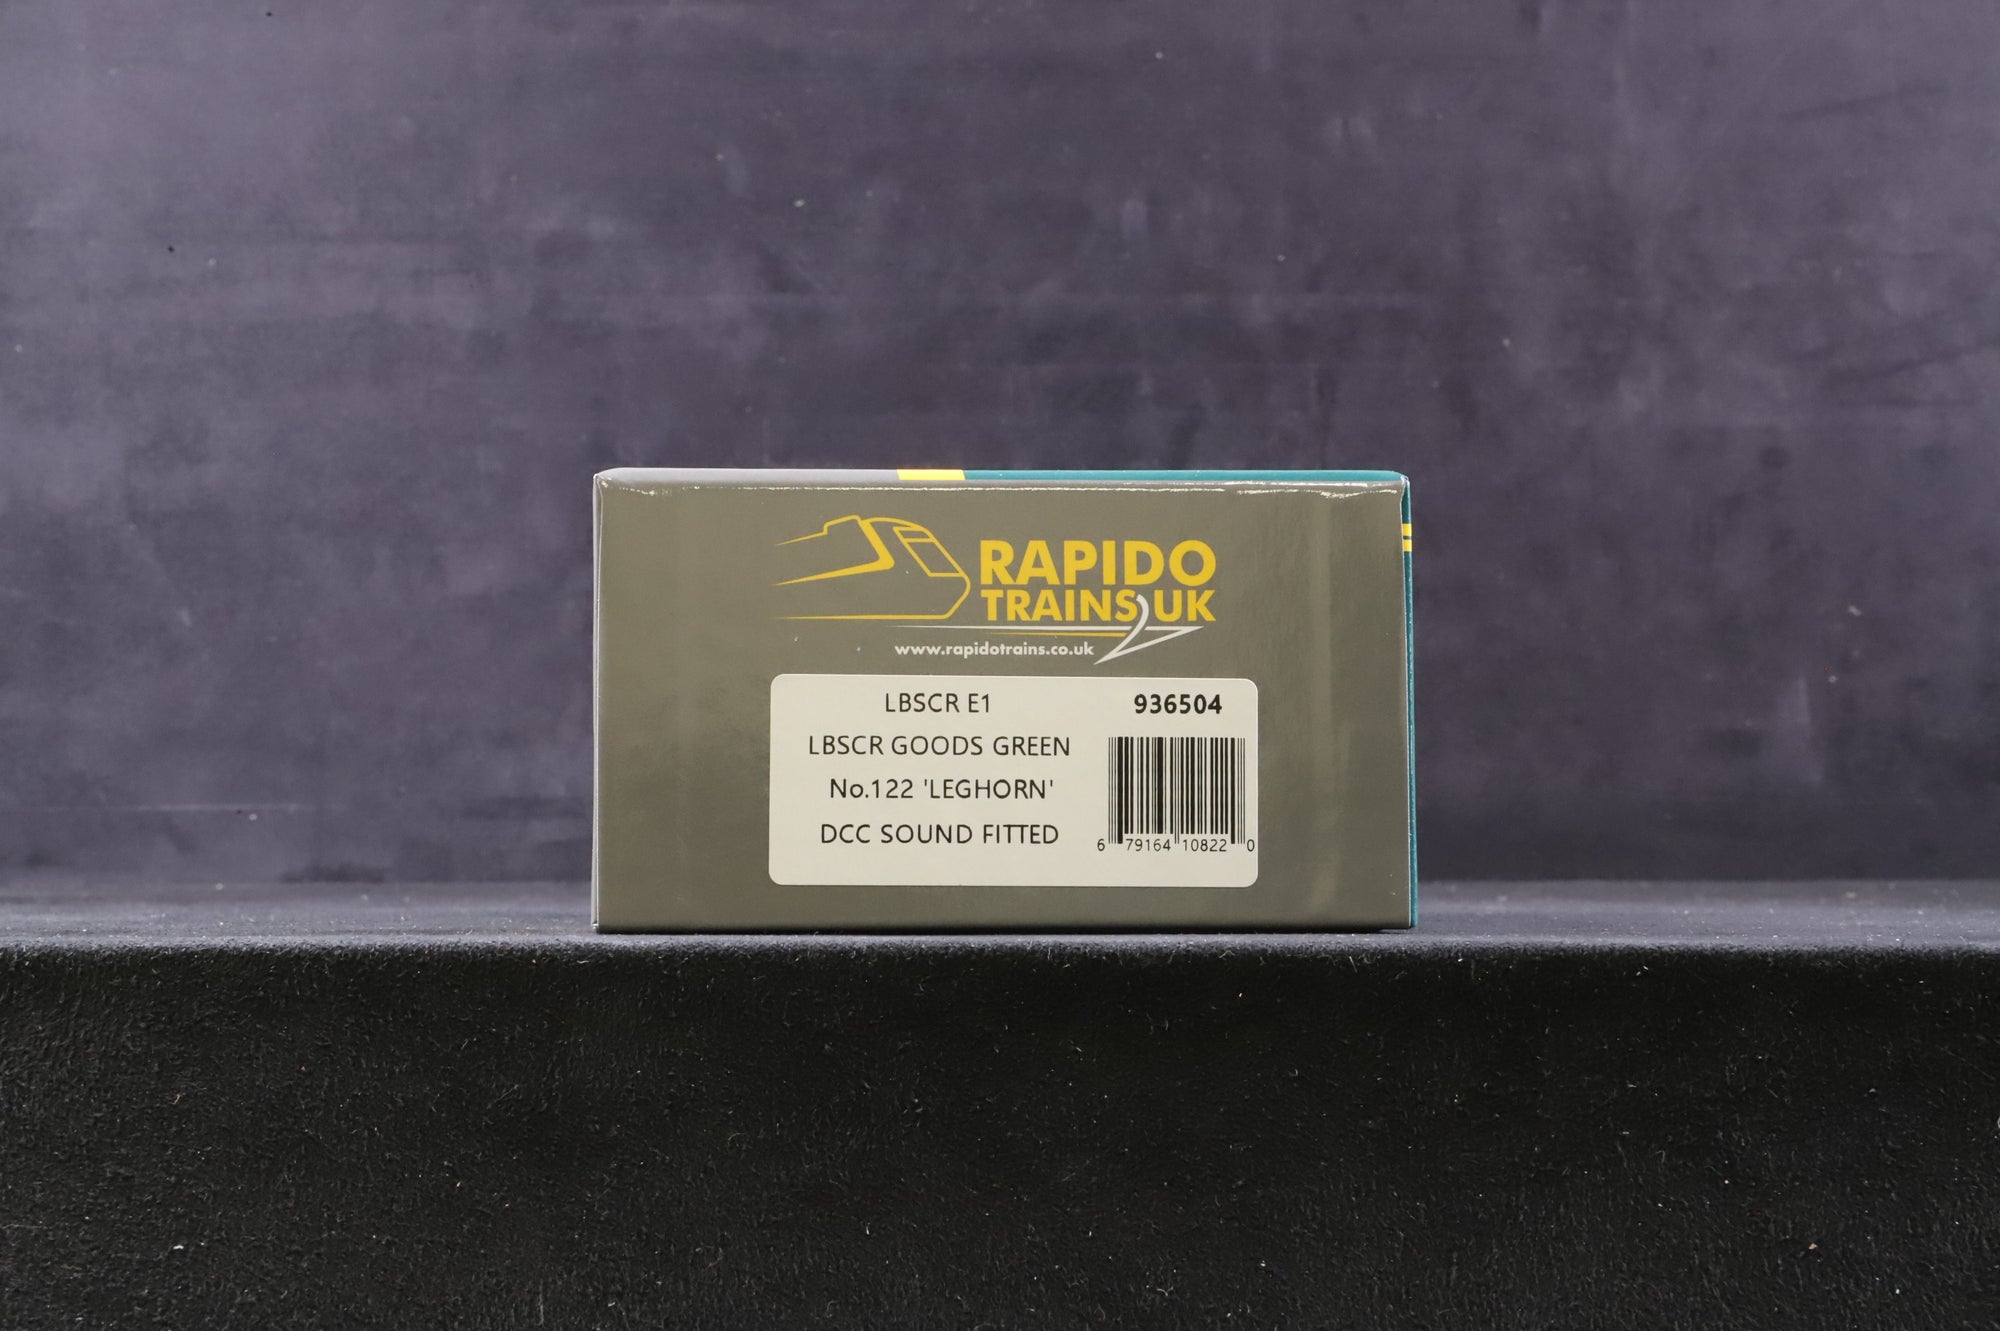 RAPIDO
TRAINS UK
www.rapidotrains.co.uk
LBSCR E1
936504
LBSCR GOODS GREEN
No.122 'LEGHORN'
DCC SOUND FITTED
6 79164 10822 0